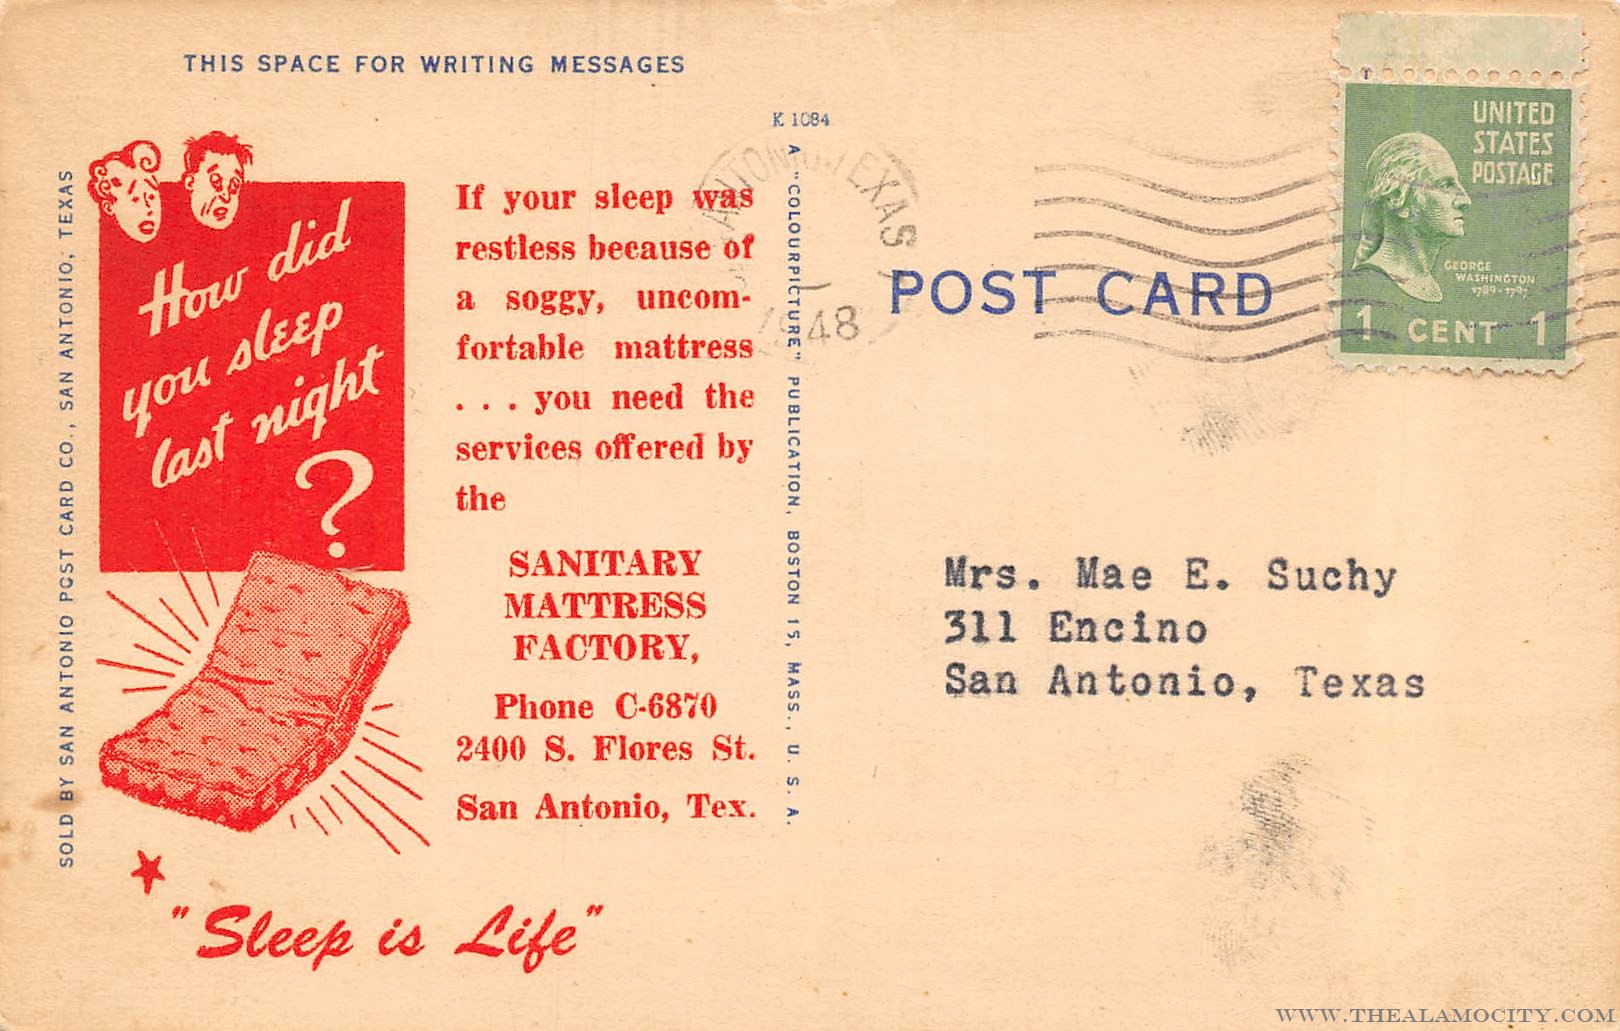 THIS SPACE FOR WRITING MESSAGES
SOLD BY SAN ANTONIO POST CARD CO., SAN ANTONIO, TEXAS
How did
you sleep
last night
?
If your sleep was
restless because of
a soggy, uncom-
fortable mattress
. . . you need the
services offered by
the
SANITARY
MATTRESS
FACTORY,
Phone C-6870
2400 S. Flores St.
San Antonio, Tex.
"Sleep is Life"
K 1084
A "COLOURPICTURE" PUBLICATION, BOSTON 15, MASS., U. S. A.
ANTONIO, TEXAS
1948
POST CARD
UNITED
STATES
POSTAGE
GEORGE
WASHINGTON
1789-1797
1 CENT 1
Mrs. Mae E. Suchy
311 Encino
San Antonio, Texas
WWW.THEALAMOCITY.COM